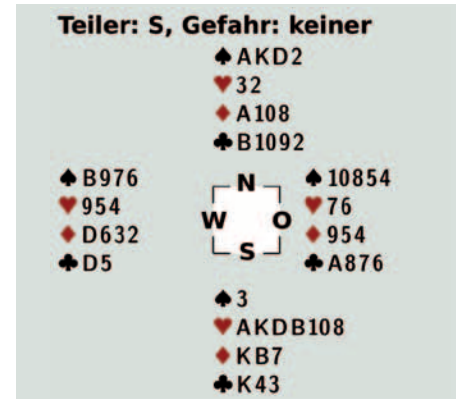 Teiler: S, Gefahr: keiner
♠ AKD2
♥ 32
♦ A108
♣ B1092
♠ B976
♥ 954
♦ D632
♣ D5
N
W O
S
♠ 10854
♥ 76
♦ 954
♣ A876
♠ 3
♥ AKDB108
♦ KB7
♣ K43